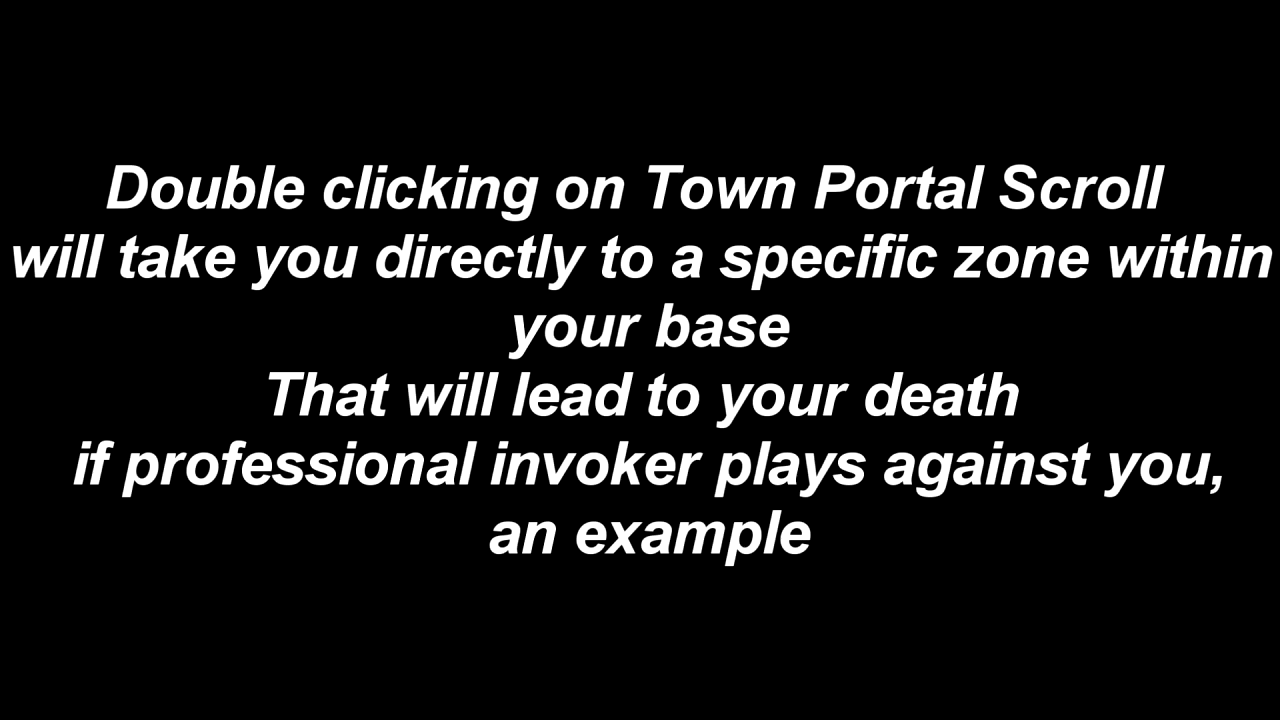 Double clicking on Town Portal Scroll
will take you directly to a specific zone within
your base
That will lead to your death
if professional invoker plays against you,
an example